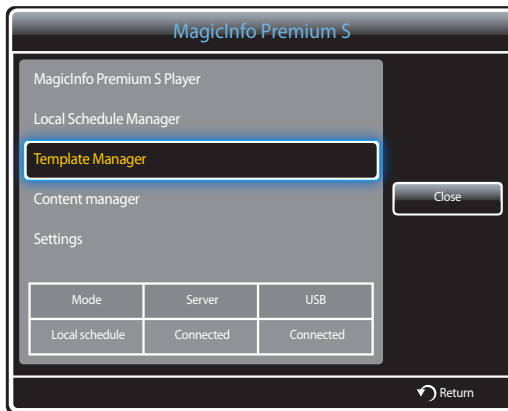 MagicInfo Premium S
MagicInfo Premium S Player
Local Schedule Manager
Template Manager
Content manager
Settings
Close
Mode Server USB
Local schedule Connected Connected
Return